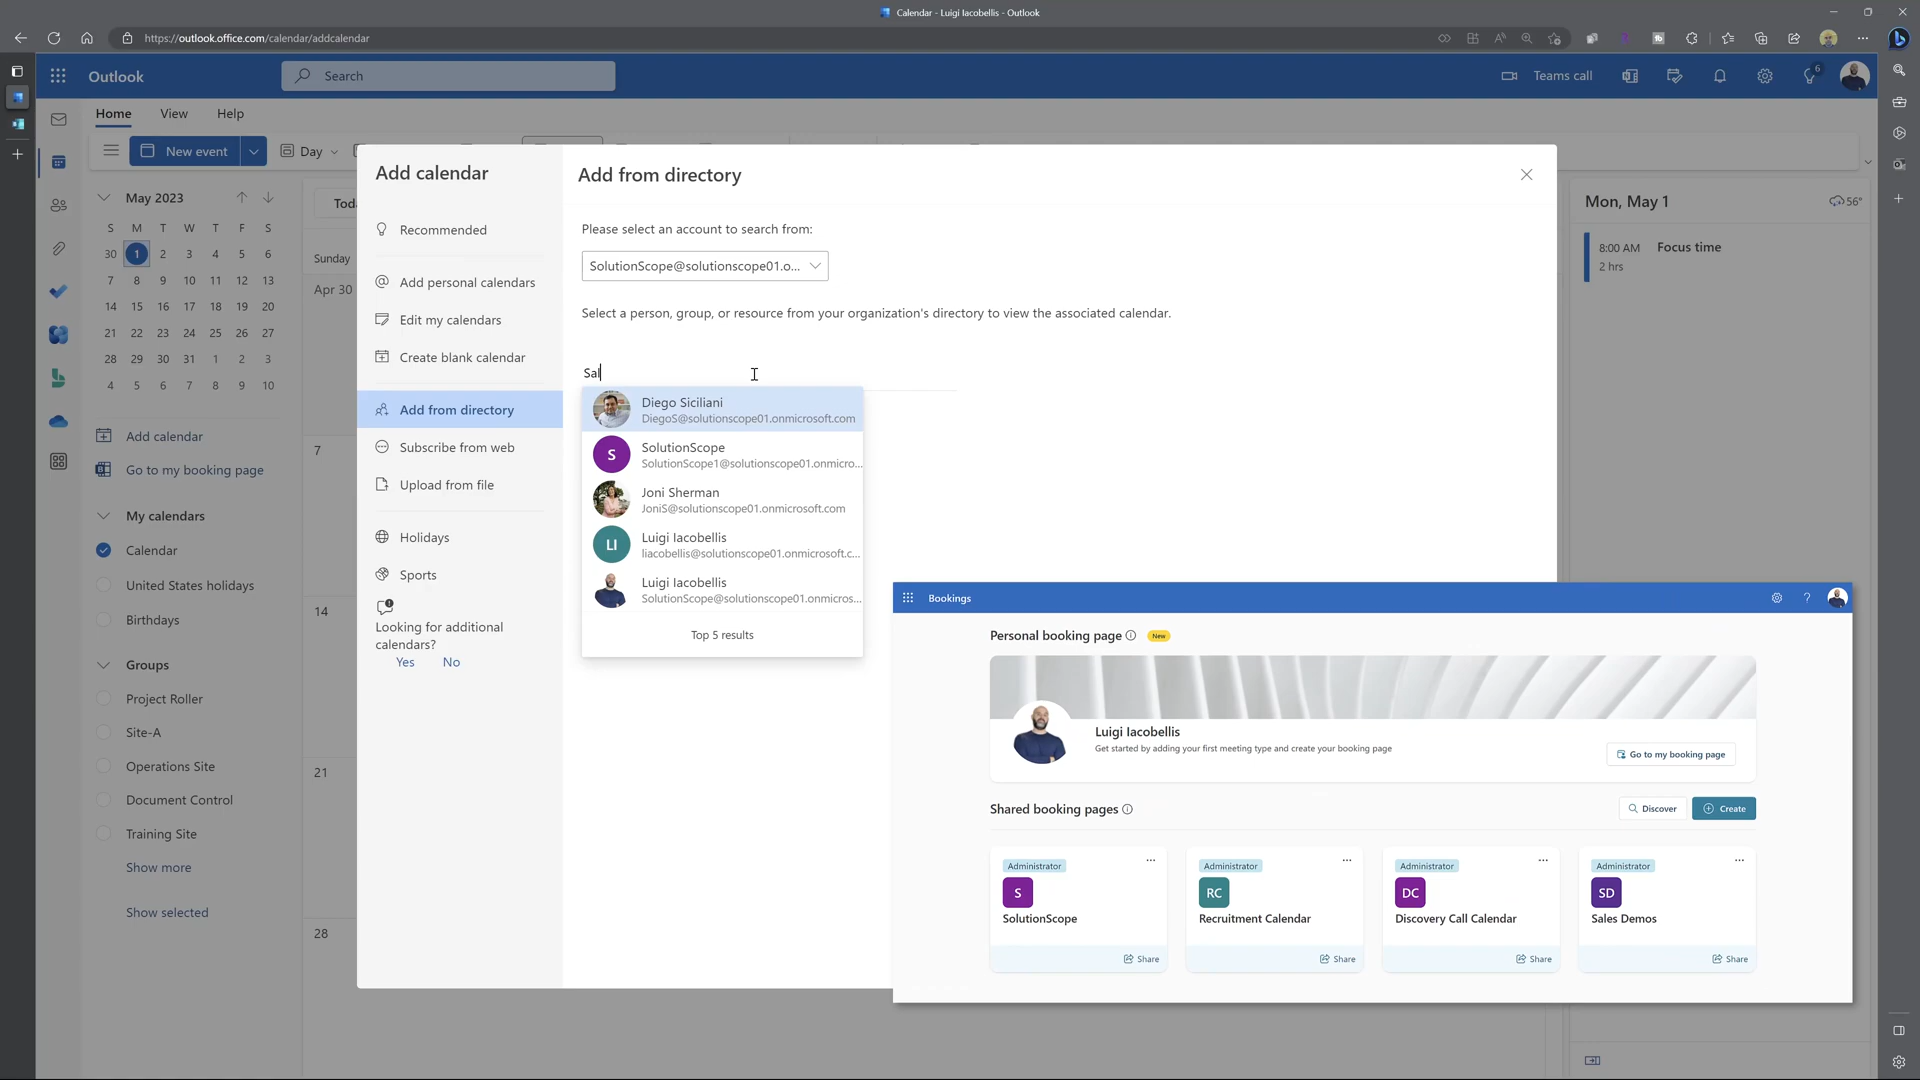 Calendar - Luigi Iacobellis - Outlook
https://outlook.office.com/calendar/addcalendar
Outlook
Search
Teams call
6
Home
View
Help
New event
Day
May 2023
S M T W T F S
30 1 2 3 4 5 6
7 8 9 10 11 12 13
14 15 16 17 18 19 20
21 22 23 24 25 26 27
28 29 30 31 1 2 3
4 5 6 7 8 9 10
Add calendar
Go to my booking page
My calendars
Calendar
United States holidays
Birthdays
Groups
Project Roller
Site-A
Operations Site
Document Control
Training Site
Show more
Show selected
Sunday
Apr 30
7
14
21
28
Add calendar
Recommended
Add personal calendars
Edit my calendars
Create blank calendar
Add from directory
Subscribe from web
Upload from file
Holidays
Sports
Looking for additional
calendars?
Yes No
Add from directory
Please select an account to search from:
SolutionScope@solutionscope01.o...
Select a person, group, or resource from your organization's directory to view the associated calendar.
Sal
Diego Siciliani
DiegoS@solutionscope01.onmicrosoft.com
S
SolutionScope
SolutionScope1@solutionscope01.onmicro...
Joni Sherman
JoniS@solutionscope01.onmicrosoft.com
LI
Luigi Iacobellis
liacobellis@solutionscope01.onmicrosoft.c...
Luigi Iacobellis
SolutionScope@solutionscope01.onmicros...
Top 5 results
Mon, May 1
56°
8:00 AM Focus time
2 hrs
Bookings
Personal booking page
New
Luigi Iacobellis
Get started by adding your first meeting type and create your booking page
Go to my booking page
Shared booking pages
Discover
Create
Administrator
S
SolutionScope
Share
Administrator
RC
Recruitment Calendar
Share
Administrator
DC
Discovery Call Calendar
Share
Administrator
SD
Sales Demos
Share